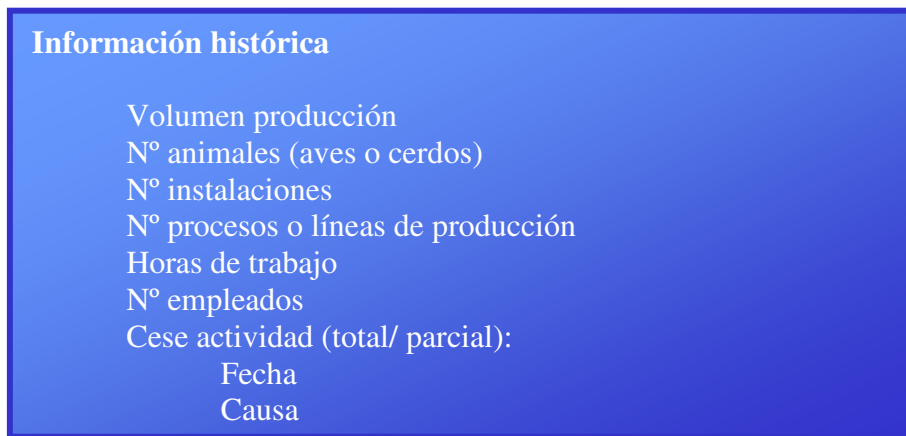 Información histórica
Volumen producción
Nº animales (aves o cerdos)
Nº instalaciones
Nº procesos o líneas de producción
Horas de trabajo
Nº empleados
Cese actividad (total/ parcial):
Fecha
Causa